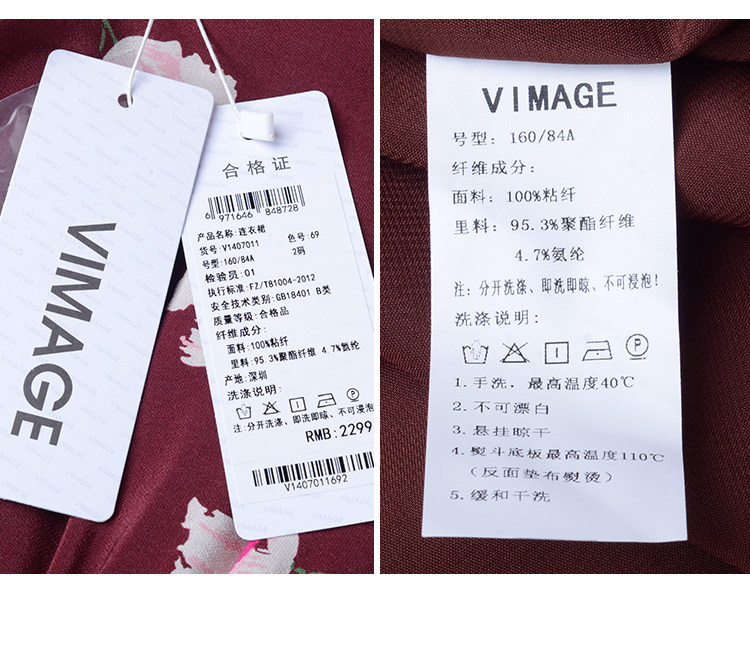 VIMAGE
合格证
6 971646 848728
产品名称: 连衣裙
货号: V1407011 色号: 69
号型: 160/84A 2码
检验员: 01
执行标准: FZ/T81004-2012
安全技术类别: GB18401 B类
质量等级: 合格品
纤维成分:
面料: 100%粘纤
里料: 95.3%聚酯纤维 4.7%氨纶
产地: 深圳
洗涤说明:
注: 分开洗涤、即洗即晾、不可浸泡
RMB: 2299
V1407011692
VIMAGE
号型: 160/84A
纤维成分:
面料: 100%粘纤
里料: 95.3%聚酯纤维
4.7%氨纶
注: 分开洗涤、即洗即晾、不可浸泡!
洗涤说明:
P
1. 手洗, 最高温度40℃
2. 不可漂白
3. 悬挂晾干
4. 熨斗底板最高温度110℃
(反面垫布熨烫)
5. 缓和干洗